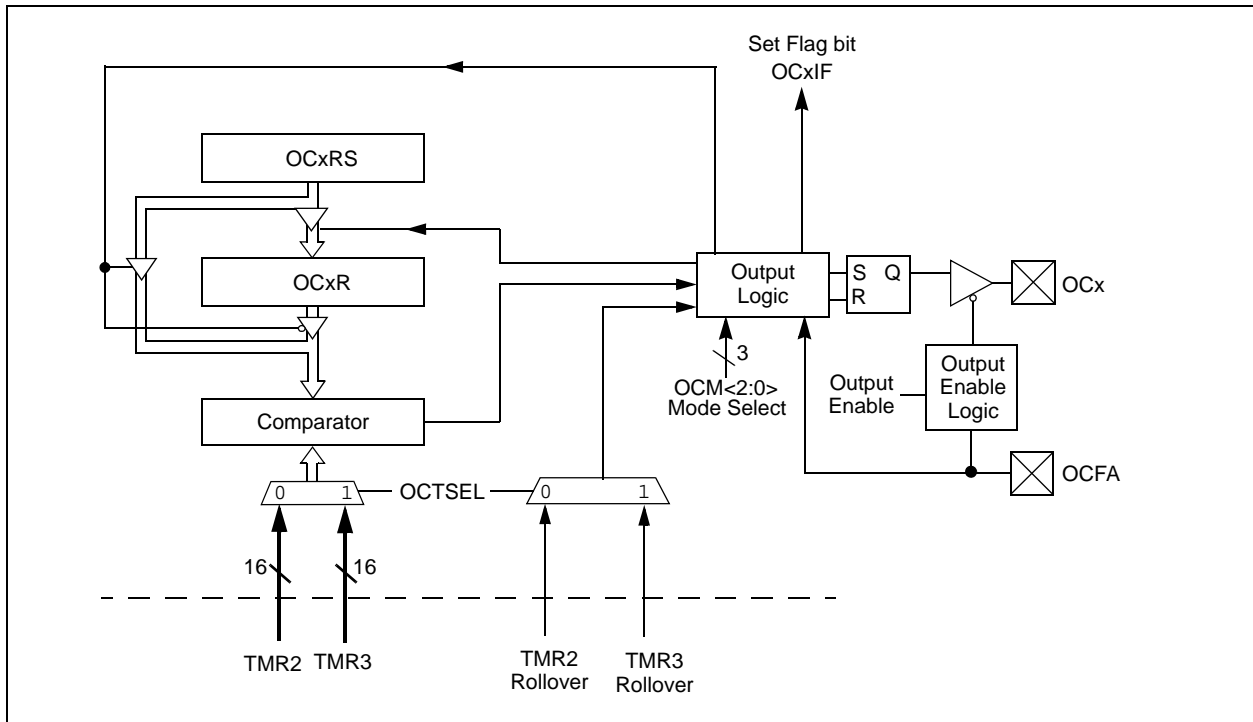 Set Flag bit
OCxIF
OCxRS
OCxR
Comparator
Output
Logic
S Q
R
OCx
3
OCM<2:0>
Mode Select
Output
Enable
Output
Enable
Logic
OCFA
0 1
OCTSEL
0 1
16
16
TMR2
TMR3
TMR2
Rollover
TMR3
Rollover